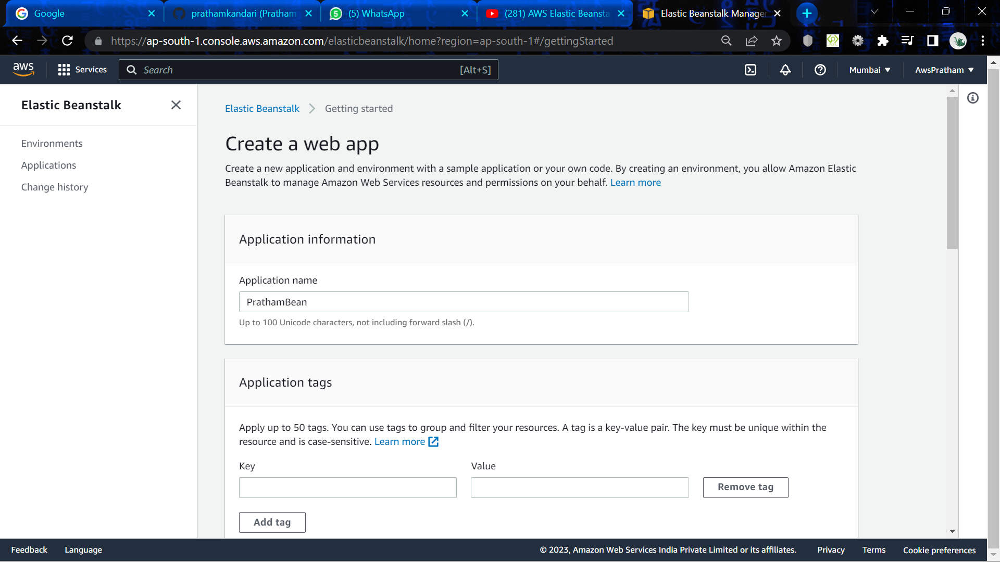 Google
prathamkandari (Pratham
(5) WhatsApp
(281) AWS Elastic Beansta
Elastic Beanstalk Manager
https://ap-south-1.console.aws.amazon.com/elasticbeanstalk/home?region=ap-south-1#/gettingStarted
aws
Services
Search
[Alt+S]
Mumbai
AwsPratham
Elastic Beanstalk
Environments
Applications
Change history
Elastic Beanstalk
Getting started
Create a web app
Create a new application and environment with a sample application or your own code. By creating an environment, you allow Amazon Elastic
Beanstalk to manage Amazon Web Services resources and permissions on your behalf. Learn more
Application information
Application name
PrathamBean
Up to 100 Unicode characters, not including forward slash (/).
Application tags
Apply up to 50 tags. You can use tags to group and filter your resources. A tag is a key-value pair. The key must be unique within the
resource and is case-sensitive. Learn more
Key
Value
Remove tag
Add tag
Feedback
Language
© 2023, Amazon Web Services India Private Limited or its affiliates.
Privacy
Terms
Cookie preferences